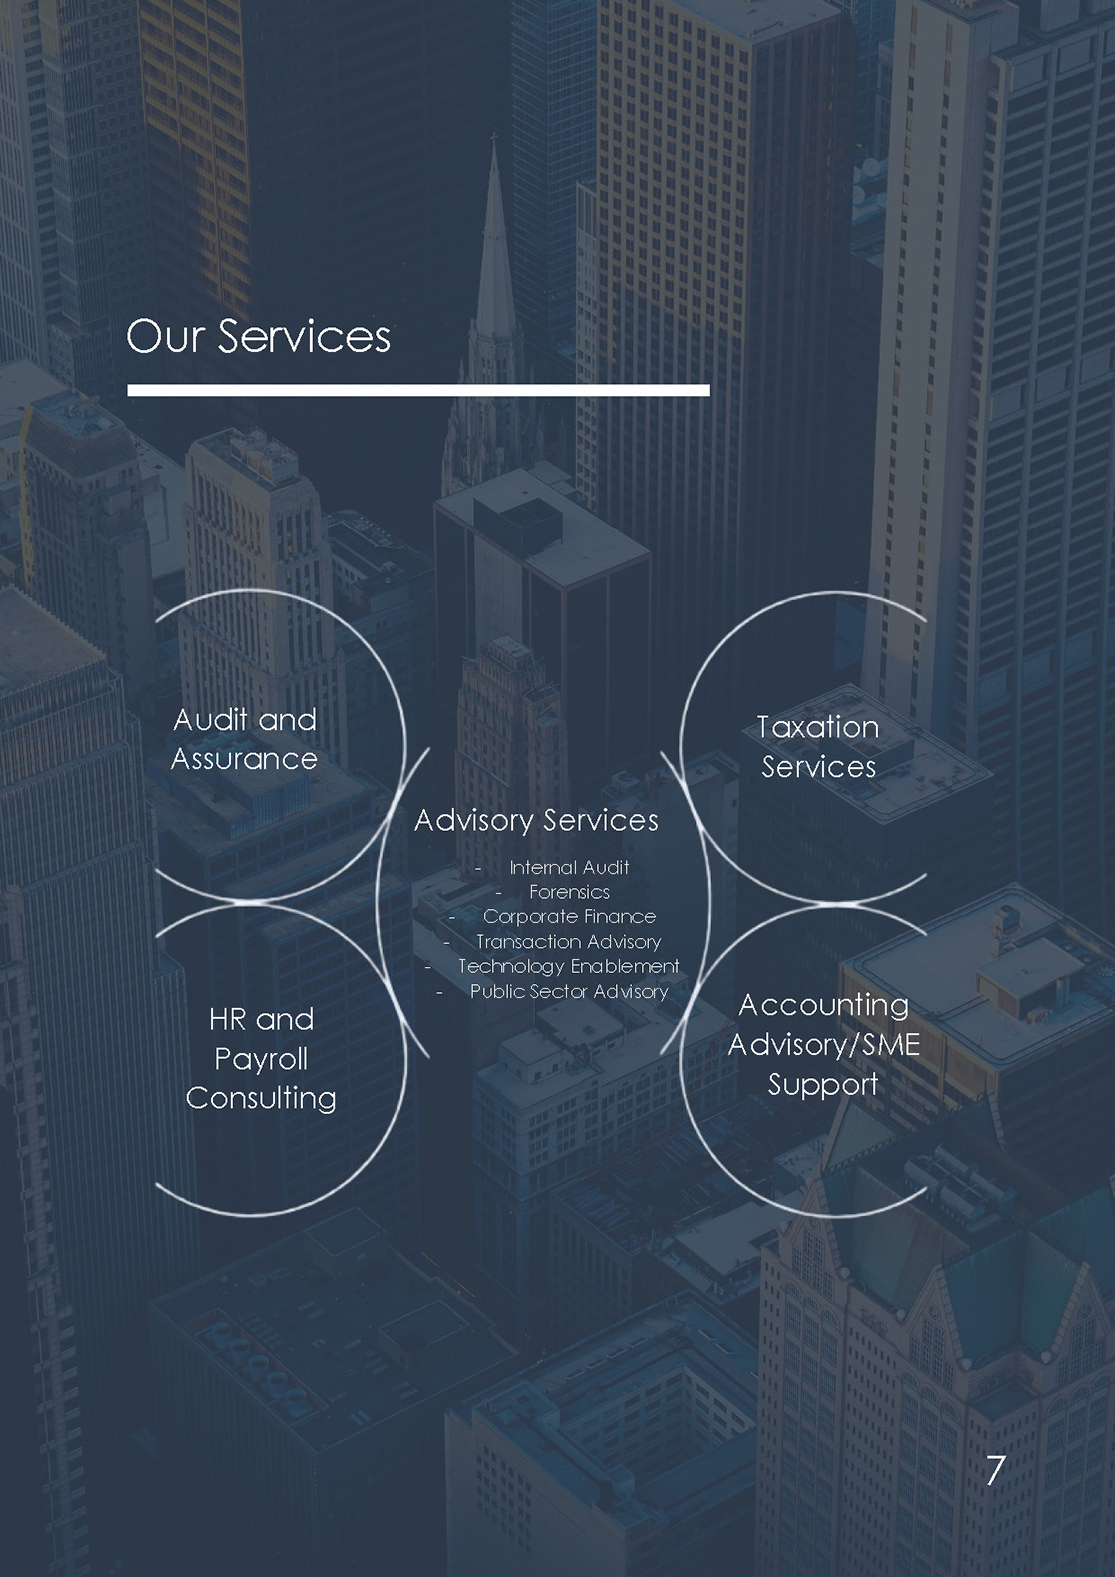 Our Services
Audit and
Assurance
Taxation
Services
Advisory Services
- Internal Audit
- Forensics
- Corporate Finance
- Transaction Advisory
- Technology Enablement
- Public Sector Advisory
HR and
Payroll
Consulting
Accounting
Advisory/SME
Support
7